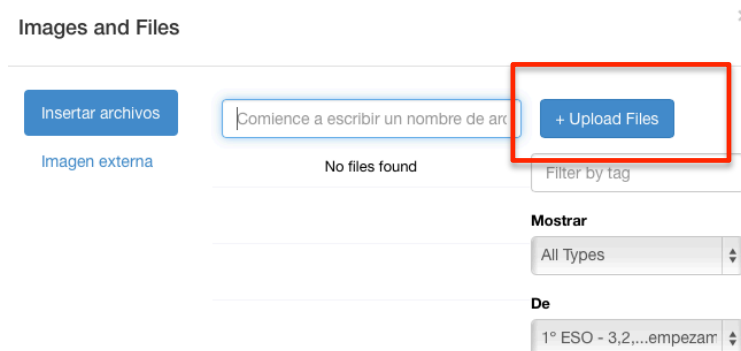 Images and Files
Insertar archivos
Comience a escribir un nombre de arc
+ Upload Files
Imagen externa
No files found
Filter by tag
Mostrar
All Types
De
1º ESO - 3,2,...empezam